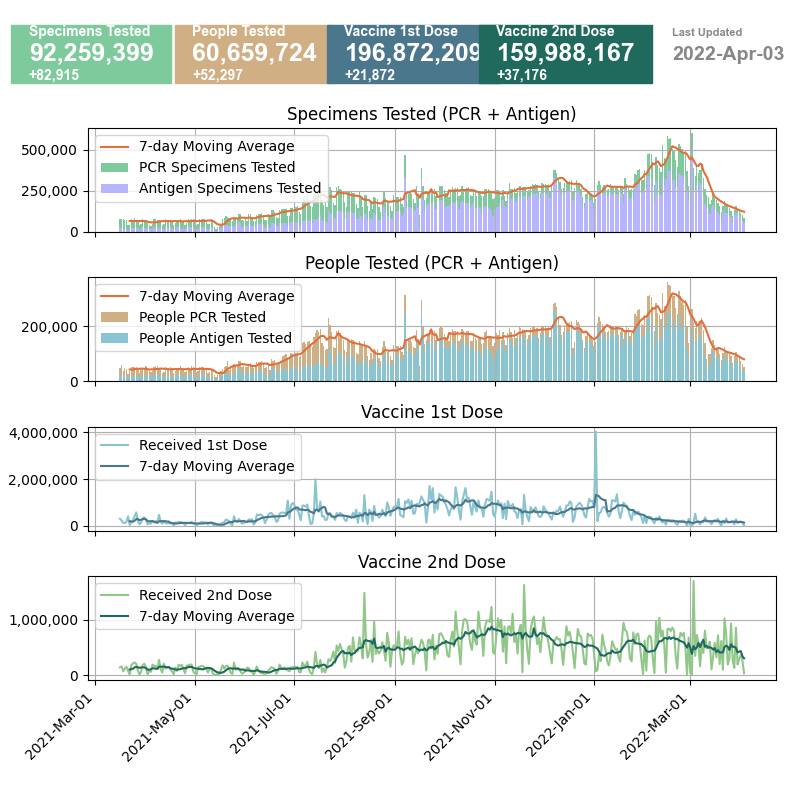 Specimens Tested
92,259,399
+82,915
People Tested
60,659,724
+52,297
Vaccine 1st Dose
196,872,209
+21,872
Vaccine 2nd Dose
159,988,167
+37,176
Last Updated
2022-Apr-03
Specimens Tested (PCR + Antigen)
7-day Moving Average
PCR Specimens Tested
Antigen Specimens Tested
500,000
250,000
0
People Tested (PCR + Antigen)
7-day Moving Average
People PCR Tested
People Antigen Tested
200,000
0
Vaccine 1st Dose
Received 1st Dose
7-day Moving Average
4,000,000
2,000,000
0
Vaccine 2nd Dose
Received 2nd Dose
7-day Moving Average
1,000,000
0
2021-Mar-01
2021-May-01
2021-Jul-01
2021-Sep-01
2021-Nov-01
2022-Jan-01
2022-Mar-01